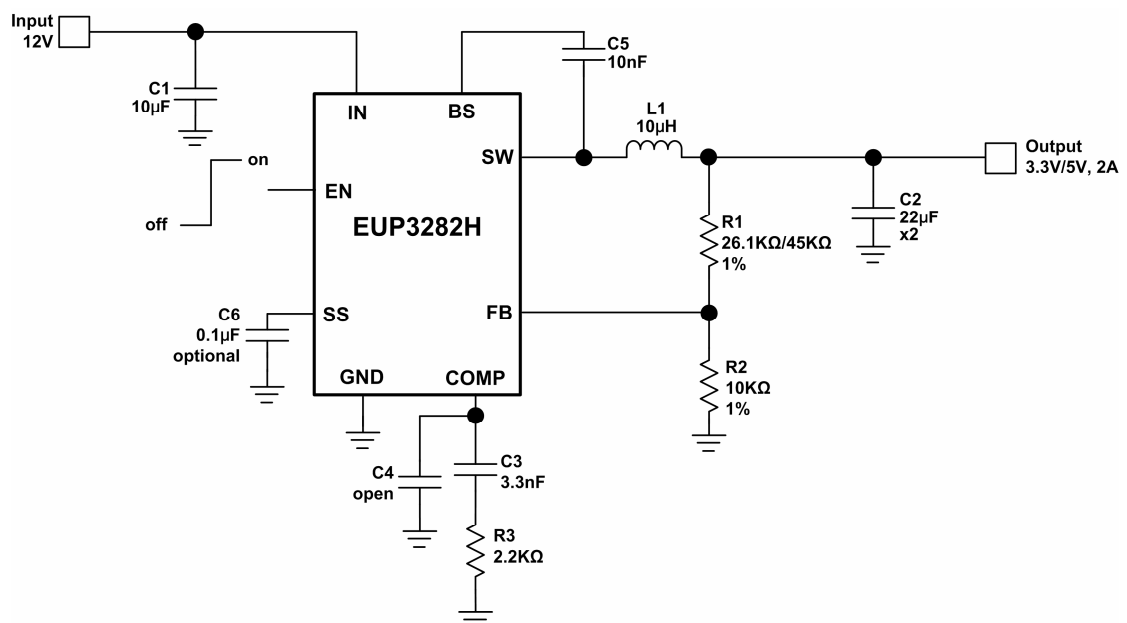 Input
12V
C1
10µF
IN
BS
C5
10nF
L1
10µH
SW
Output
3.3V/5V, 2A
on
off
EN
EUP3282H
C2
22µF
x2
R1
26.1KΩ/45KΩ
1%
C6
0.1µF
optional
SS
FB
GND
COMP
R2
10KΩ
1%
C4
open
C3
3.3nF
R3
2.2KΩ